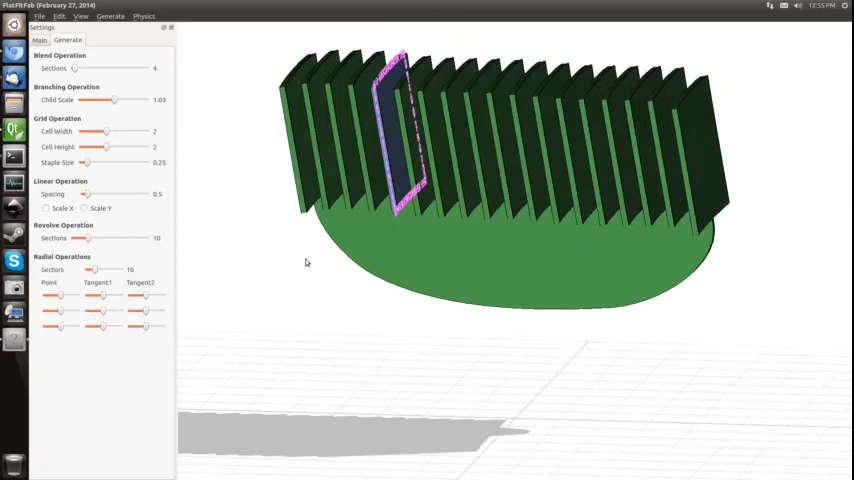 FlatFitFab (February 27, 2014)
12:55 PM
File Edit View Generate Physics
Settings
Main Generate
Blend Operation
Sections 4
Branching Operation
Child Scale 1.03
Grid Operation
Cell Width 2
Cell Height 2
Staple Size 0.25
Linear Operation
Spacing 0.5
Scale X Scale Y
Revolve Operation
Sections 10
Radial Operations
Sectors 10
Point Tangent1 Tangent2
Qt